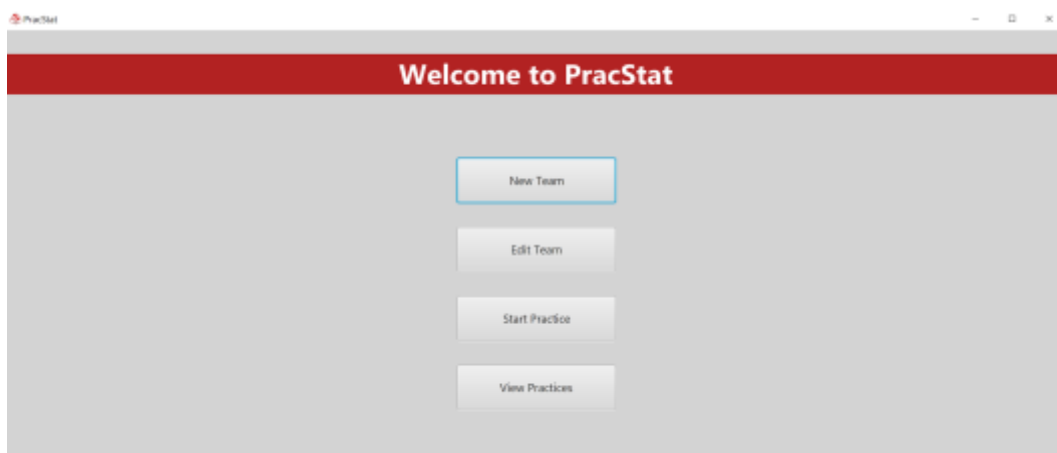 PracStat
Welcome to PracStat
New Team
Edit Team
Start Practice
View Practices